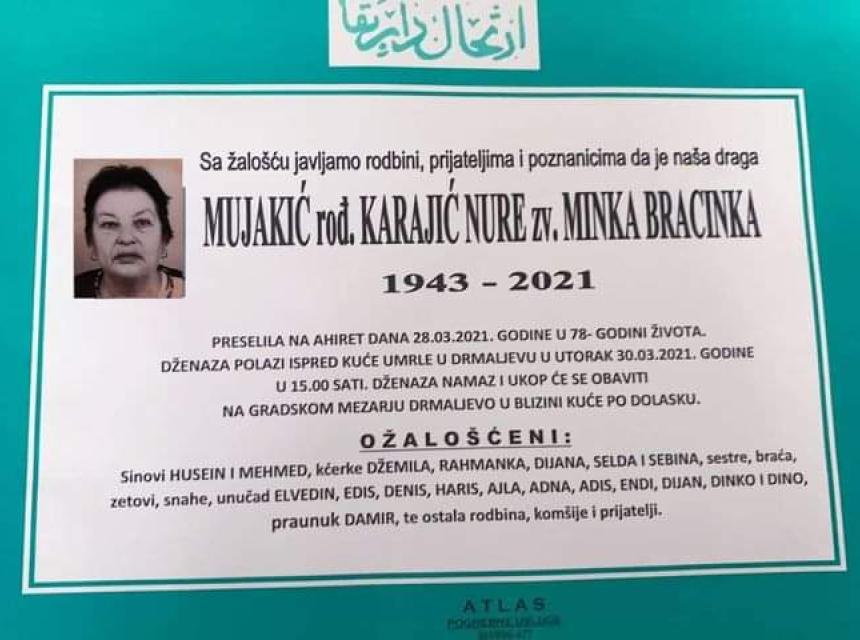 ارتحال دار بقا
Sa žalošću javljamo rodbini, prijateljima i poznanicima da je naša draga
MUJAKIĆ rođ. KARAJIĆ NURE zv. MINKA BRACINKA
1943 – 2021
PRESELILA NA AHIRET DANA 28.03.2021. GODINE U 78- GODINI ŽIVOTA.
DŽENAZA POLAZI ISPRED KUĆE UMRLE U DRMALJEVU U UTORAK 30.03.2021. GODINE
U 15.00 SATI. DŽENAZA NAMAZ I UKOP ĆE SE OBAVITI
NA GRADSKOM MEZARJU DRMALJEVO U BLIZINI KUĆE PO DOLASKU.
OŽALOŠĆENI:
Sinovi HUSEIN I MEHMED, kćerke DŽEMILA, RAHMANKA, DIJANA, SELDA I SEBINA, sestre, braća,
zetovi, snahe, unučad ELVEDIN, EDIS, DENIS, HARIS, AJLA, ADNA, ADIS, ENDI, DIJAN, DINKO I DINO,
praunuk DAMIR, te ostala rodbina, komšije i prijatelji.
ATLAS
POGREBNE USLUGE